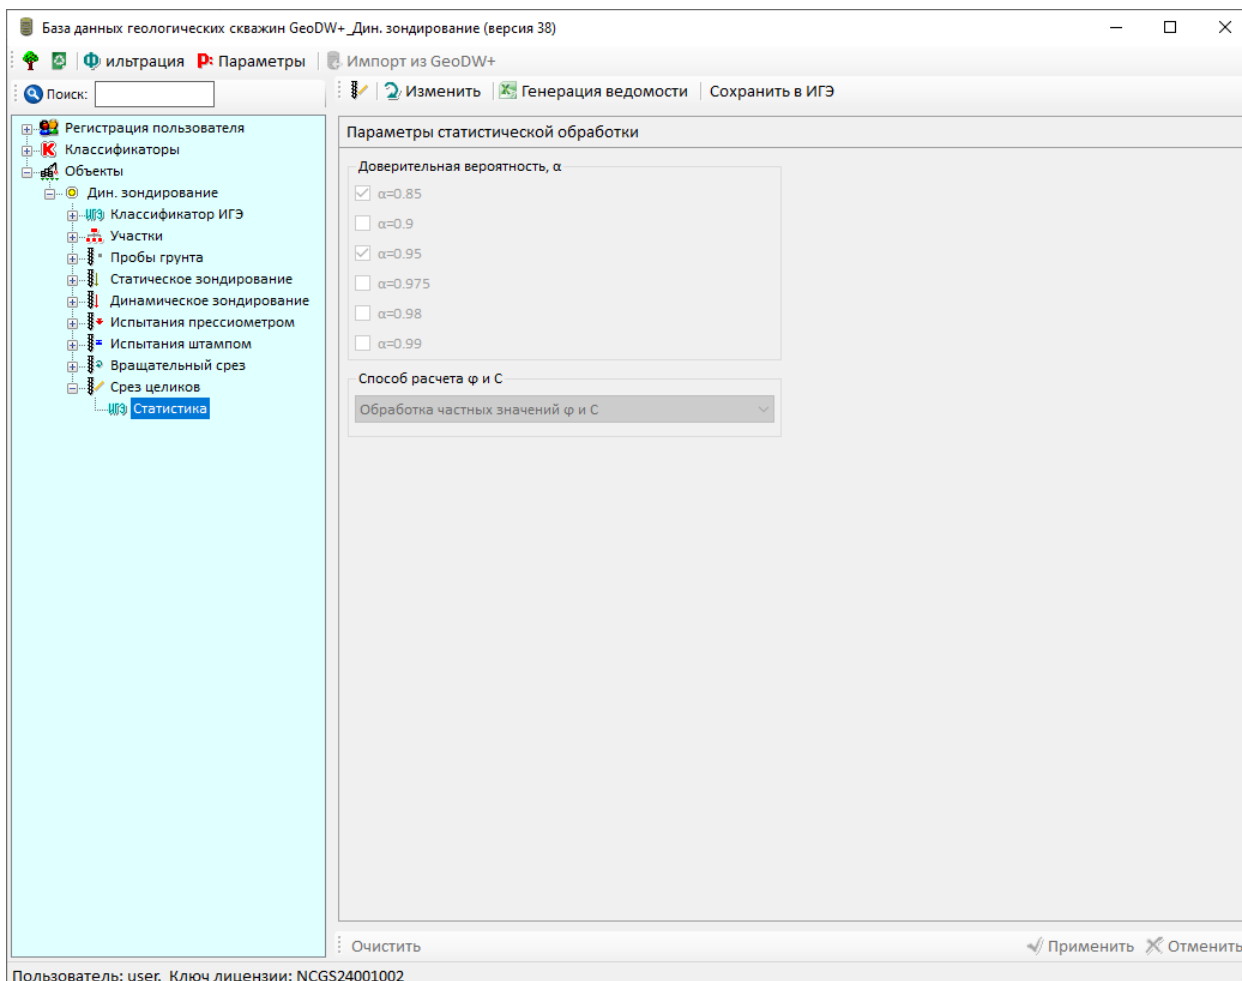 База данных геологических скважин GeoDW+_Дин. зондирование (версия 38)
Фильтрация Р: Параметры Импорт из GeoDW+
Поиск: Изменить Генерация ведомости Сохранить в ИГЭ
Регистрация пользователя
К Классификаторы
Объекты
Дин. зондирование
ИГЭ Классификатор ИГЭ
Участки
Пробы грунта
Статическое зондирование
Динамическое зондирование
Испытания прессиометром
Испытания штампом
Вращательный срез
Срез целиков
ИГЭ Статистика
Параметры статистической обработки
Доверительная вероятность, α
α=0.85
α=0.9
α=0.95
α=0.975
α=0.98
α=0.99
Способ расчета φ и С
Обработка частных значений φ и С
Очистить Применить Отменить
Пользователь: user. Ключ лицензии: NCGS24001002